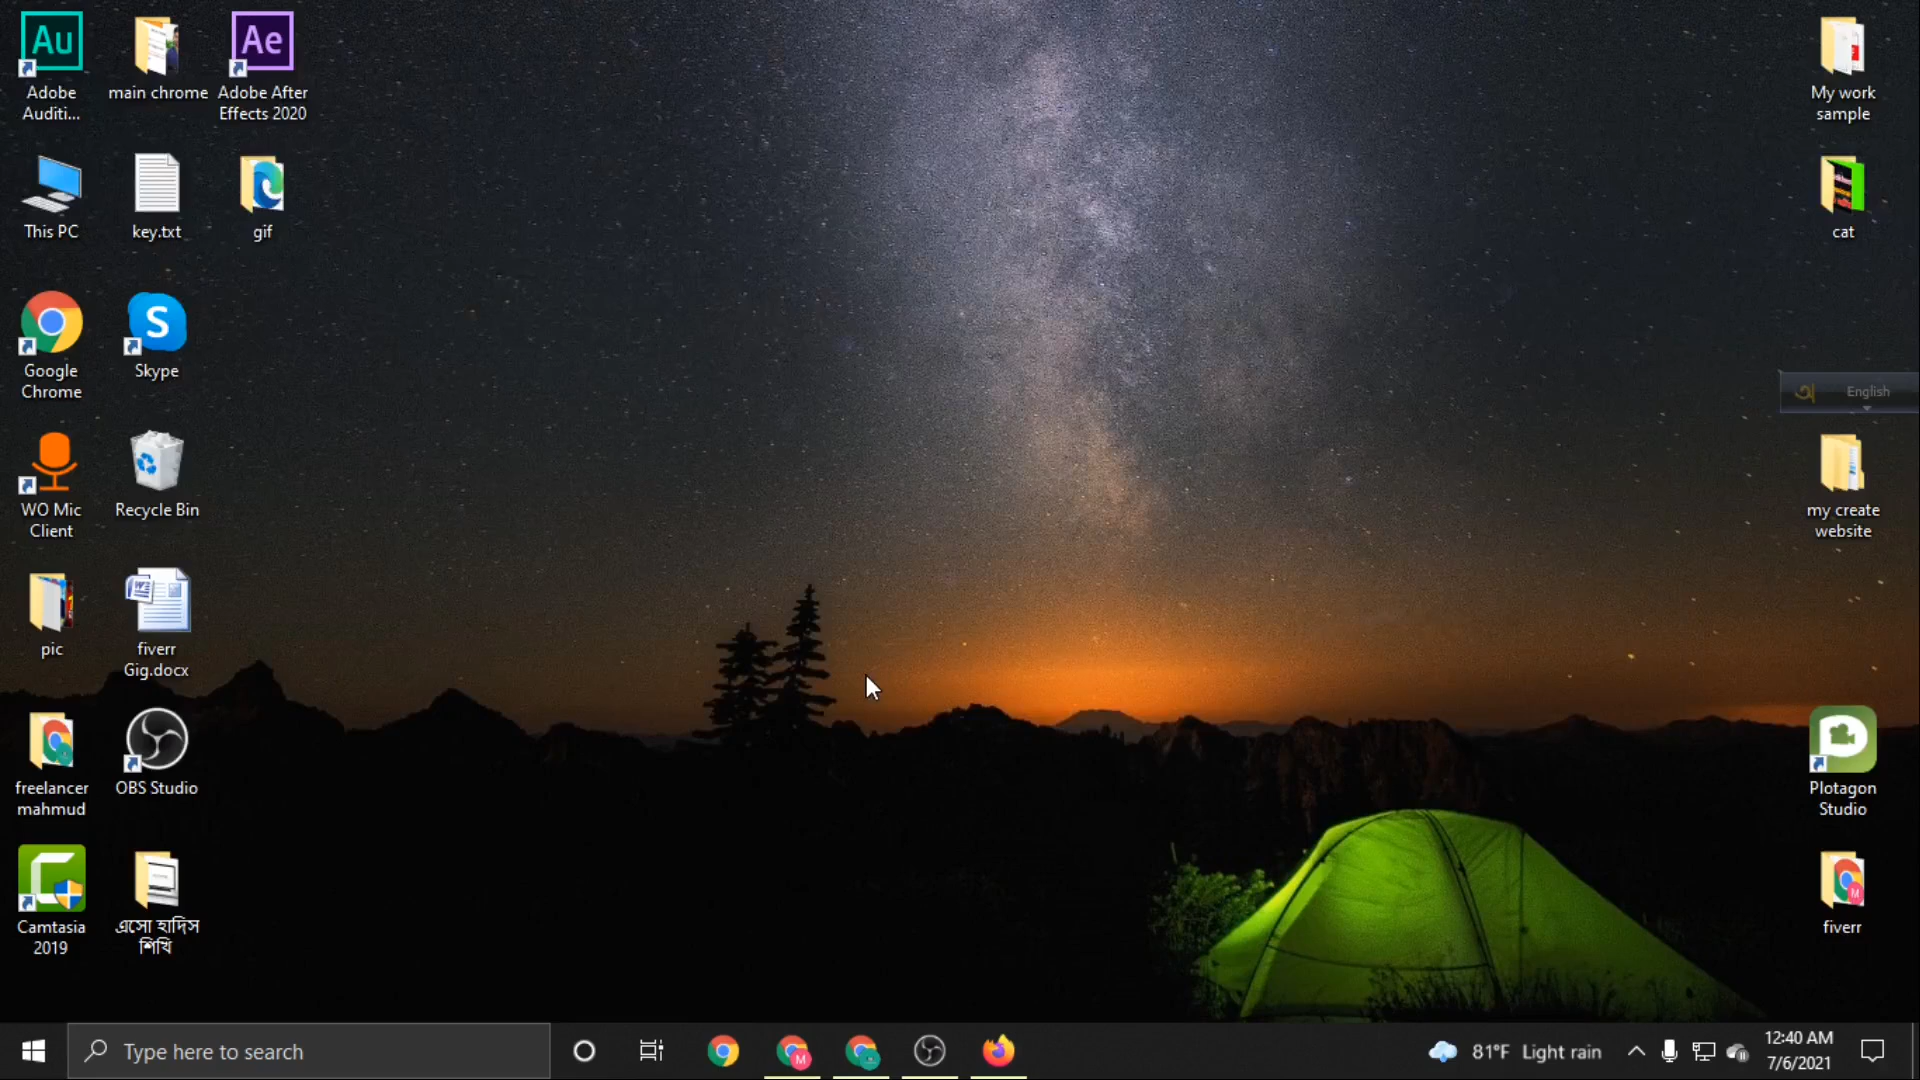 Au
Adobe
Auditi...
main chrome
Ae
Adobe After
Effects 2020
This PC
key.txt
gif
Google
Chrome
S
Skype
WO Mic
Client
Recycle Bin
pic
fiverr
Gig.docx
freelancer
mahmud
OBS Studio
Camtasia
2019
এসো হাদিস
শিখি
My work
sample
cat
অ English
my create
website
Plotagon
Studio
M
fiverr
Type here to search
M
81°F Light rain
12:40 AM
7/6/2021